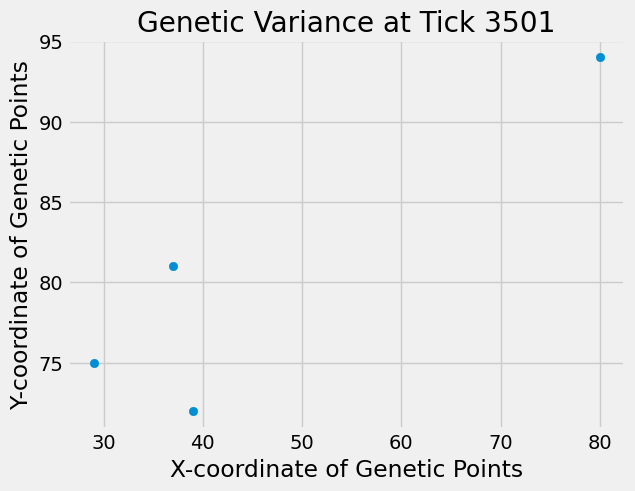 Genetic Variance at Tick 3501
Y-coordinate of Genetic Points
95
90
85
80
75
30 40 50 60 70 80
X-coordinate of Genetic Points